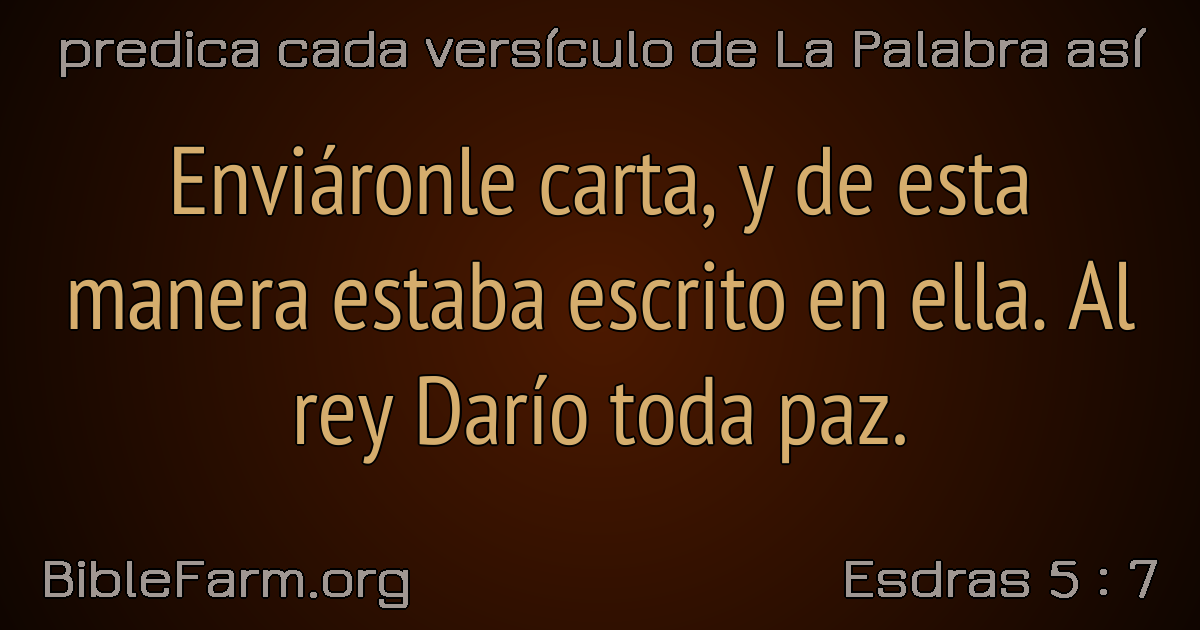 predica cada versículo de La Palabra así
Enviáronle carta, y de esta
manera estaba escrito en ella. Al
rey Darío toda paz.
BibleFarm.org
Esdras 5 : 7